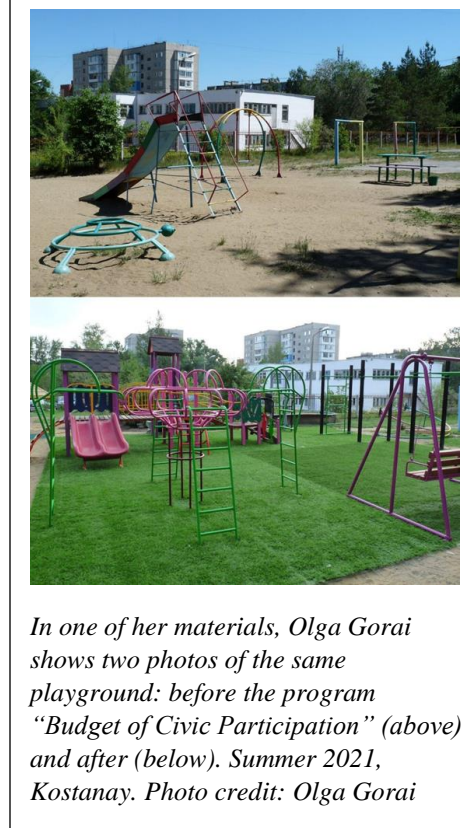 In one of her materials, Olga Gorai
shows two photos of the same
playground: before the program
“Budget of Civic Participation” (above)
and after (below). Summer 2021,
Kostanay. Photo credit: Olga Gorai